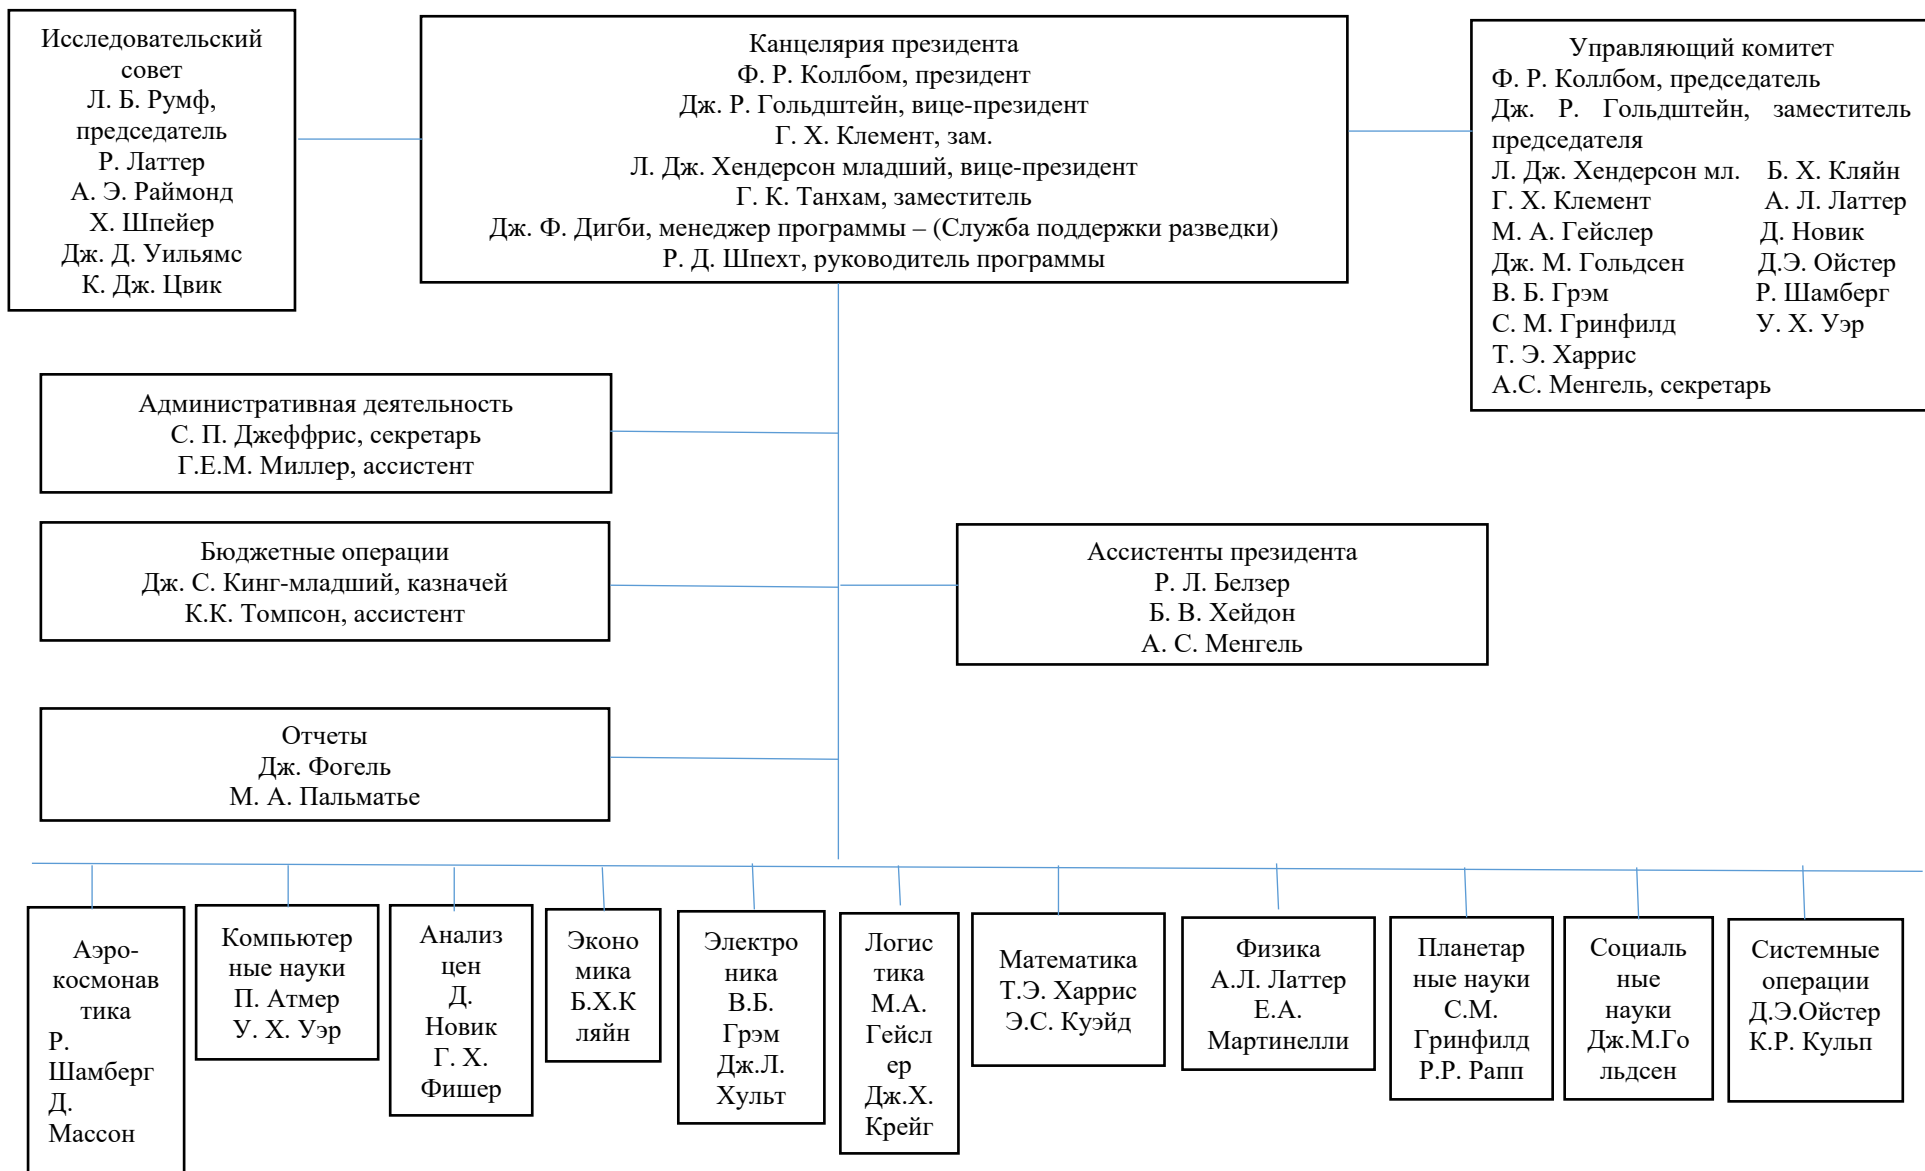 Исследовательский
совет
Л. Б. Румф,
председатель
Р. Латтер
А. Э. Раймонд
Х. Шпейер
Дж. Д. Уильямс
К. Дж. Цвик
Канцелярия президента
Ф. Р. Коллбом, президент
Дж. Р. Гольдштейн, вице-президент
Г. Х. Клемент, зам.
Л. Дж. Хендерсон младший, вице-президент
Г. К. Танхам, заместитель
Дж. Ф. Дигби, менеджер программы – (Служба поддержки разведки)
Р. Д. Шпехт, руководитель программы
Управляющий комитет
Ф. Р. Коллбом, председатель
Дж. Р. Гольдштейн, заместитель
председателя
Л. Дж. Хендерсон мл. Б. Х. Кляйн
Г. Х. Клемент А. Л. Латтер
М. А. Гейслер Д. Новик
Дж. М. Гольдсен Д.Э. Ойстер
В. Б. Грэм Р. Шамберг
С. М. Гринфилд У. Х. Уэр
Т. Э. Харрис
А.С. Менгель, секретарь
Административная деятельность
С. П. Джеффрис, секретарь
Г.Е.М. Миллер, ассистент
Бюджетные операции
Дж. С. Кинг-младший, казначей
К.К. Томпсон, ассистент
Ассистенты президента
Р. Л. Белзер
Б. В. Хейдон
А. С. Менгель
Отчеты
Дж. Фогель
М. А. Пальматье
Аэро-
космонав
тика
Р.
Шамберг
Д.
Массон
Компьютер
ные науки
П. Атмер
У. Х. Уэр
Анализ
цен
Д.
Новик
Г. Х.
Фишер
Эконо
мика
Б.Х.К
ляйн
Электро
ника
В.Б.
Грэм
Дж.Л.
Хульт
Логис
тика
М.А.
Гейсл
ер
Дж.Х.
Крейг
Математика
Т.Э. Харрис
Э.С. Куэйд
Физика
А.Л. Латтер
Е.А.
Мартинелли
Планетар
ные науки
С.М.
Гринфилд
Р.Р. Рапп
Социаль
ные
науки
Дж.М.Го
льдсен
Системные
операции
Д.Э.Ойстер
К.Р. Кульп